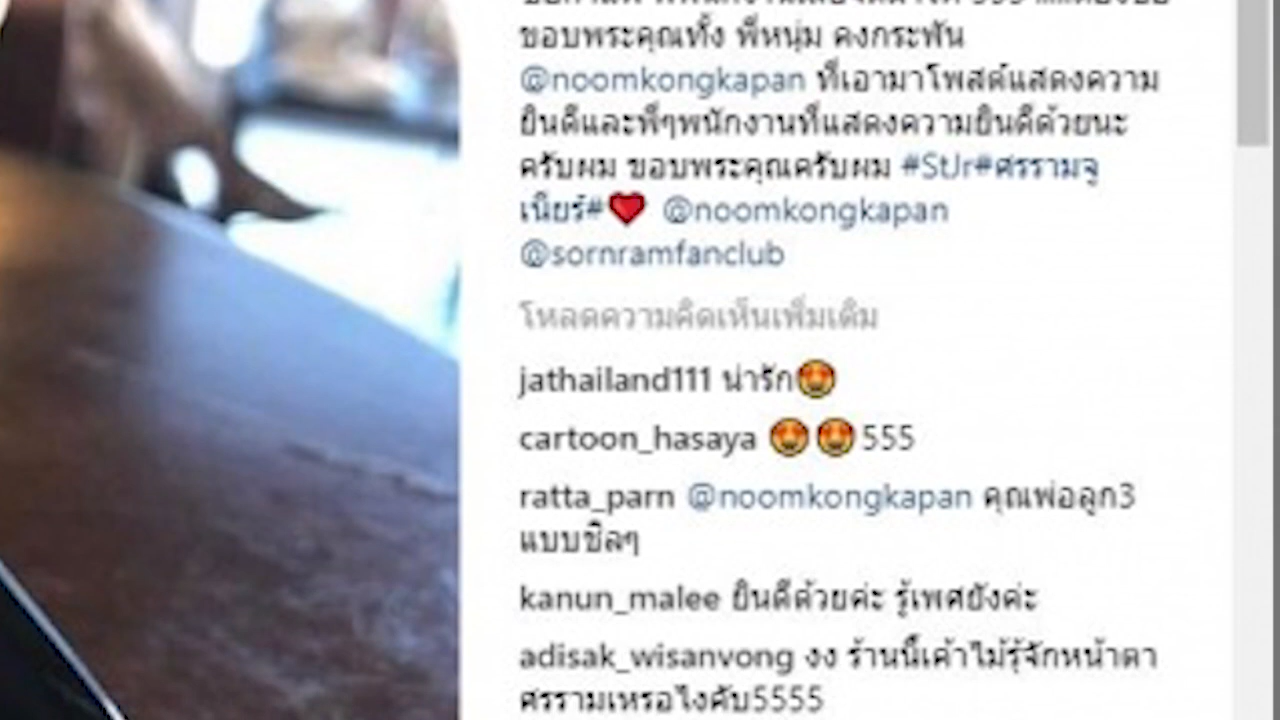 ขอบพระคุณทั้ง พี่หนุ่ม คงกระพัน
@noomkongkapan ที่เอามาโพสต์แสดงความ
ยินดีและพี่ๆพนักงานที่แสดงความยินดีด้วยนะ
ครับผม ขอบพระคุณครับผม #StJr#ศรรามจู
เนียร์#❤️ @noomkongkapan
@sornramfanclub
โหลดความคิดเห็นเพิ่มเติม
jathailand111 น่ารัก😍
cartoon_hasaya 😍😍555
ratta_parn @noomkongkapan คุณพ่อลูก3
แบบชิลๆ
kanun_malee ยินดีด้วยค่ะ รู้เพศยังค่ะ
adisak_wisanvong งง ร้านนี้เค้าไม้รุ้จักหน้าตา
ศรรามเหรอไงคับ5555